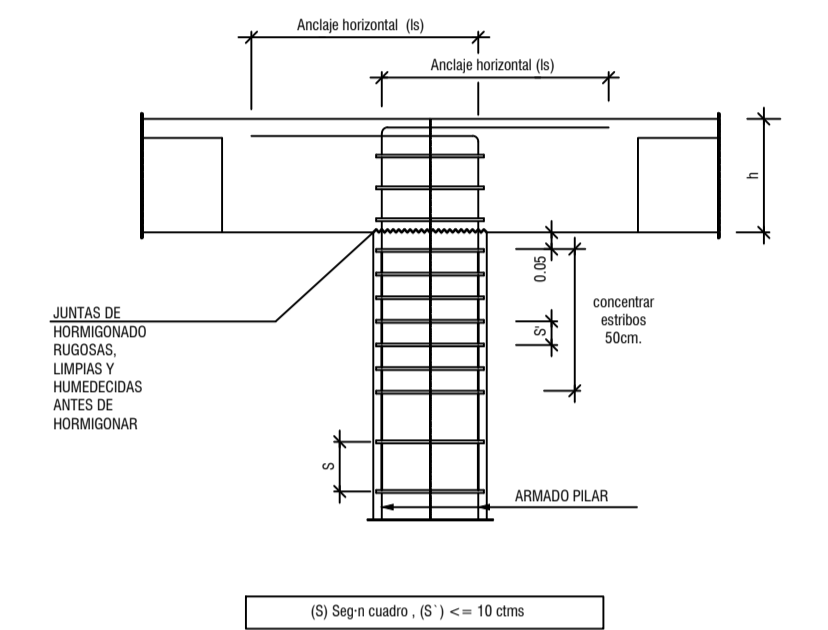 Anclaje horizontal (ls)
Anclaje horizontal (ls)
h
0.05
concentrar
estribos
50cm.
S'
JUNTAS DE
HORMIGONADO
RUGOSAS,
LIMPIAS Y
HUMEDECIDAS
ANTES DE
HORMIGONAR
S
ARMADO PILAR
(S) Seg·n cuadro , (S`) <= 10 ctms